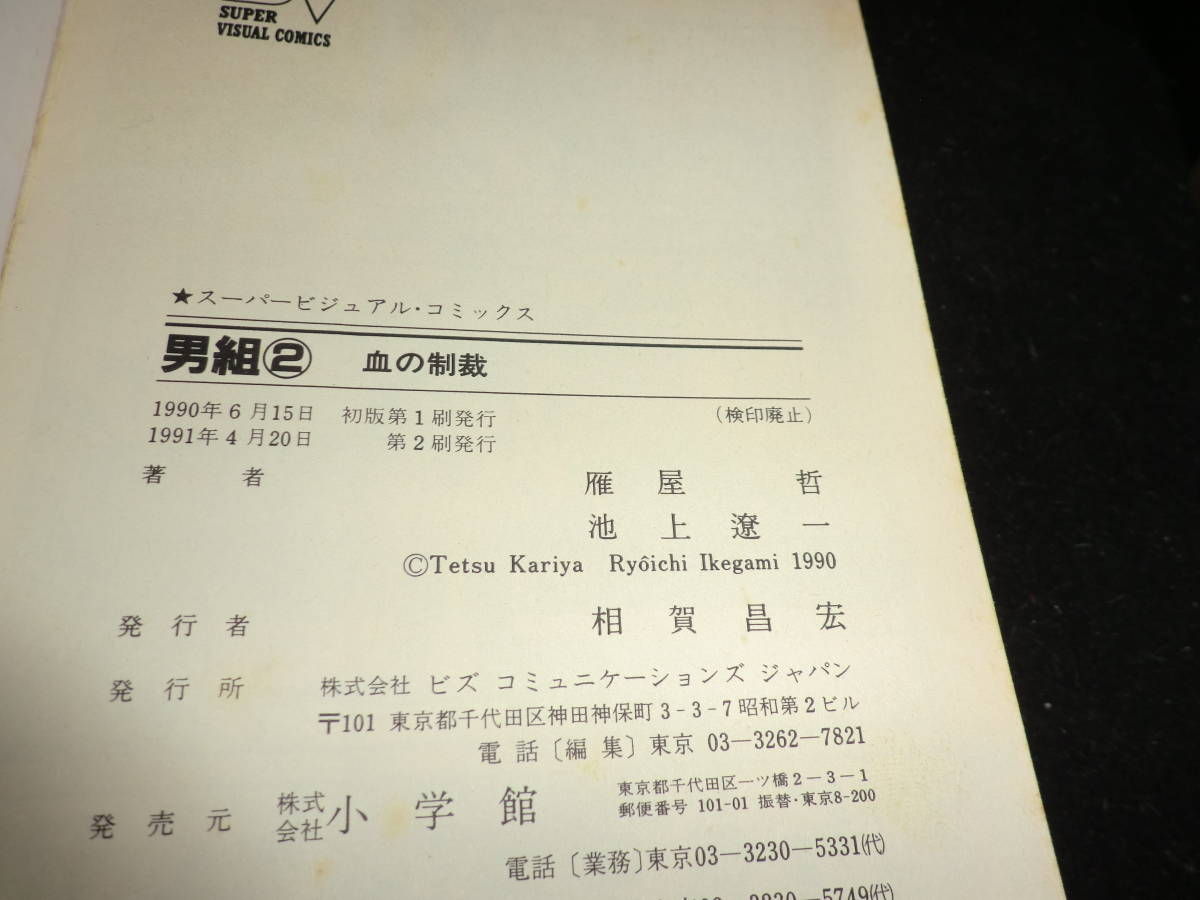 SUPER
VISUAL COMICS
★スーパービジュアル・コミックス
男組② 血の制裁
1990年6月15日 初版第1刷発行 (検印廃止)
1991年4月20日 第2刷発行
著者 雁屋 哲
池上遼一
©Tetsu Kariya Ryôichi Ikegami 1990
発行者 相賀昌宏
発行所 株式会社 ビズ コミュニケーションズ ジャパン
〒101 東京都千代田区神田神保町3-3-7昭和第2ビル
電話〔編集〕東京 03—3262—7821
発売元 株式会社 小学館
東京都千代田区一ツ橋2—3—1
郵便番号 101-01 振替・東京8-200
電話〔業務〕東京03—3230—5331(代)
5749(代)